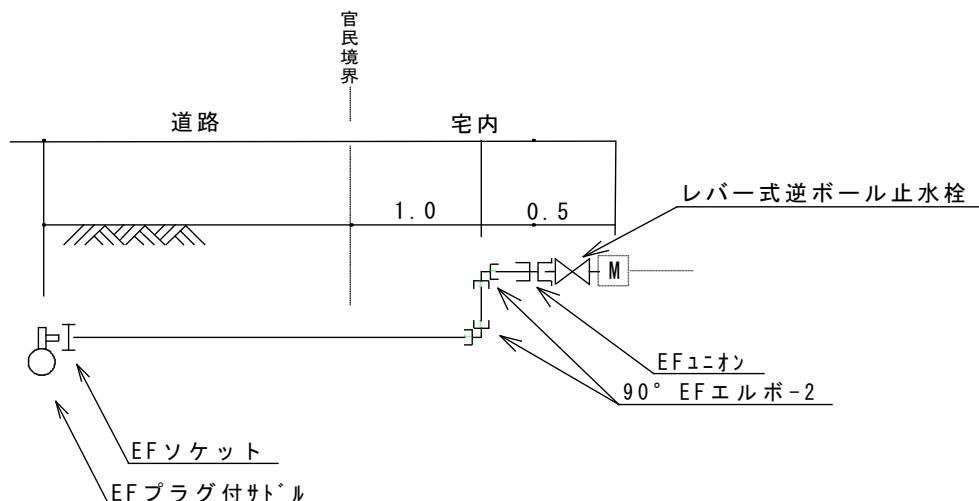 官民境界
道路
宅内
1.0
0.5
レバー式逆ボール止水栓
M
EFﾕﾆｵﾝ
90°EFエルボ-2
EFソケット
EFプラグ付ｻﾄﾞﾙ